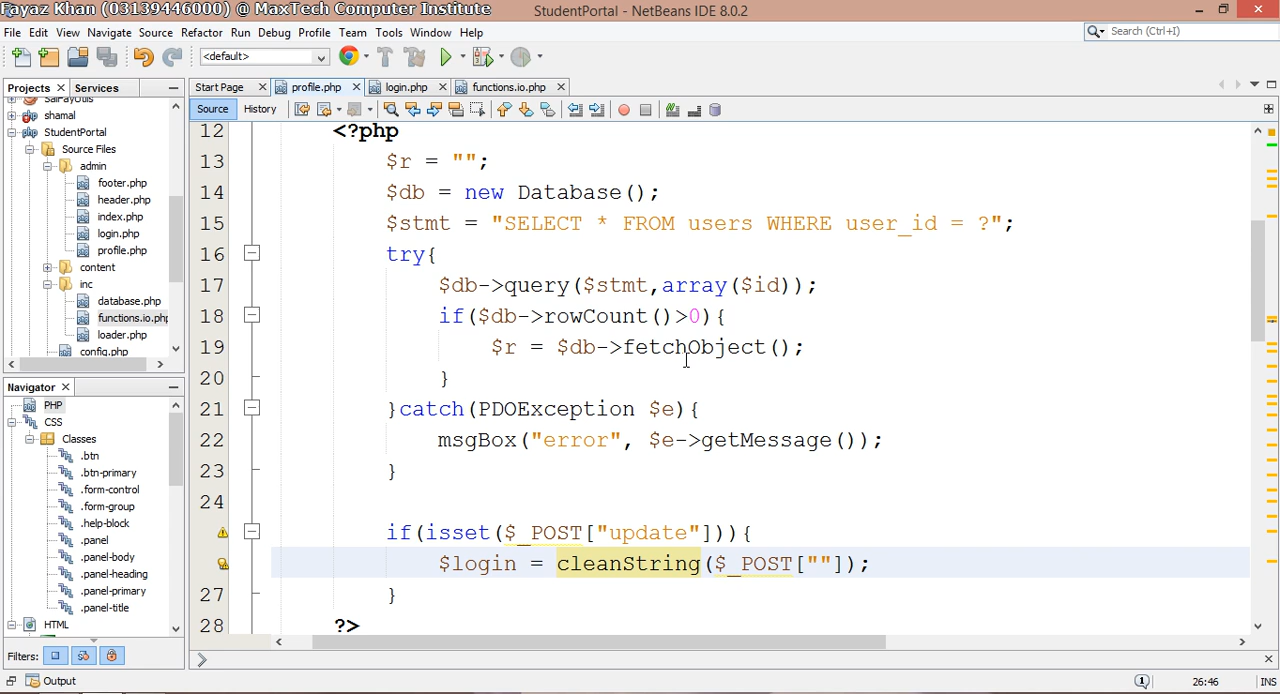 Fayaz Khan (03139446000) @ MaxTech Computer Institute
StudentPortal - NetBeans IDE 8.0.2
File Edit View Navigate Source Refactor Run Debug Profile Team Tools Window Help
Search (Ctrl+I)
<default>
Projects Services
Start Page profile.php login.php functions.io.php
Source History
shamal
StudentPortal
Source Files
admin
footer.php
header.php
index.php
login.php
profile.php
content
inc
database.php
functions.io.php
loader.php
config.php
Navigator
PHP
CSS
Classes
.btn
.btn-primary
.form-control
.form-group
.help-block
.panel
.panel-body
.panel-heading
.panel-primary
.panel-title
HTML
Filters:
Output
12 <?php
13 $r = "";
14 $db = new Database();
15 $stmt = "SELECT * FROM users WHERE user_id = ?";
16 try{
17 $db->query($stmt,array($id));
18 if($db->rowCount()>0){
19 $r = $db->fetchObject();
20 }
21 }catch(PDOException $e){
22 msgBox("error", $e->getMessage());
23 }
24
if(isset($_POST["update"])){
$login = cleanString($_POST[""]);
27 }
28 ?>
1
26:46 INS